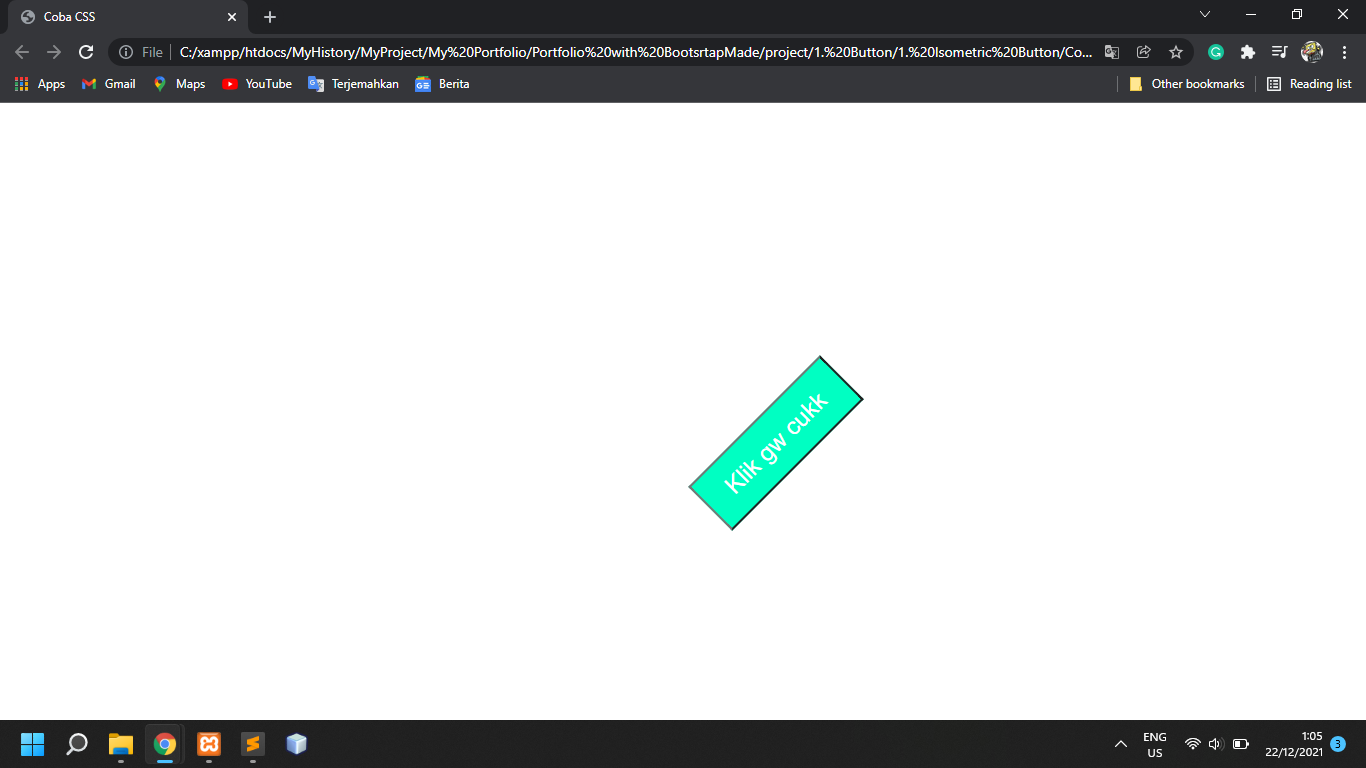 Coba CSS
File
C:/xampp/htdocs/MyHistory/MyProject/My%20Portfolio/Portfolio%20with%20BootsrtapMade/project/1.%20Button/1.%20Isometric%20Button/Co...
Apps
Gmail
Maps
YouTube
Terjemahkan
Berita
Other bookmarks
Reading list
Klik gw cukk
ENG
US
1:05
22/12/2021
3